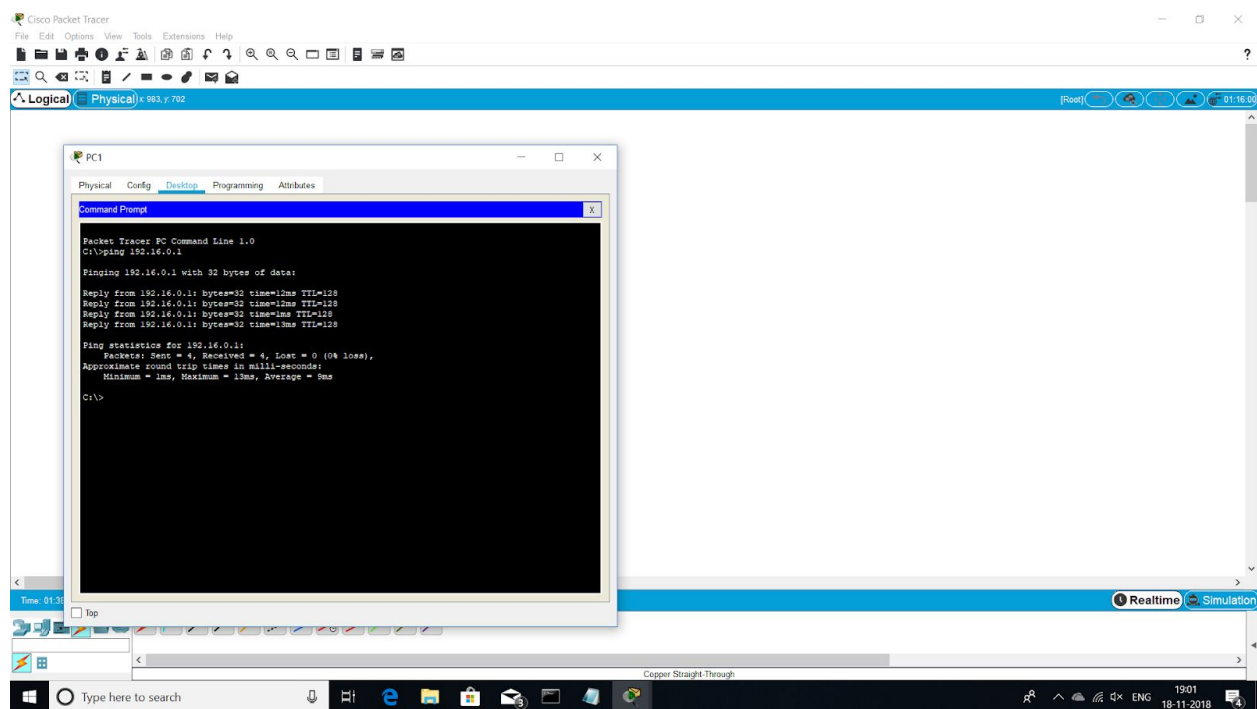 Cisco Packet Tracer
File Edit Options View Tools Extensions Help
?
Logical Physical x: 983, y: 702 [Root] 01:16:00
PC1
Physical Config Desktop Programming Attributes
Command Prompt X
Packet Tracer PC Command Line 1.0
C:\>ping 192.16.0.1
Pinging 192.16.0.1 with 32 bytes of data:
Reply from 192.16.0.1: bytes=32 time=12ms TTL=128
Reply from 192.16.0.1: bytes=32 time=12ms TTL=128
Reply from 192.16.0.1: bytes=32 time=1ms TTL=128
Reply from 192.16.0.1: bytes=32 time=13ms TTL=128
Ping statistics for 192.16.0.1:
Packets: Sent = 4, Received = 4, Lost = 0 (0% loss),
Approximate round trip times in milli-seconds:
Minimum = 1ms, Maximum = 13ms, Average = 9ms
C:\>
Time: 01:38 Realtime Simulation
Top
Copper Straight-Through
Type here to search 3 ENG 19:01
18-11-2018 4